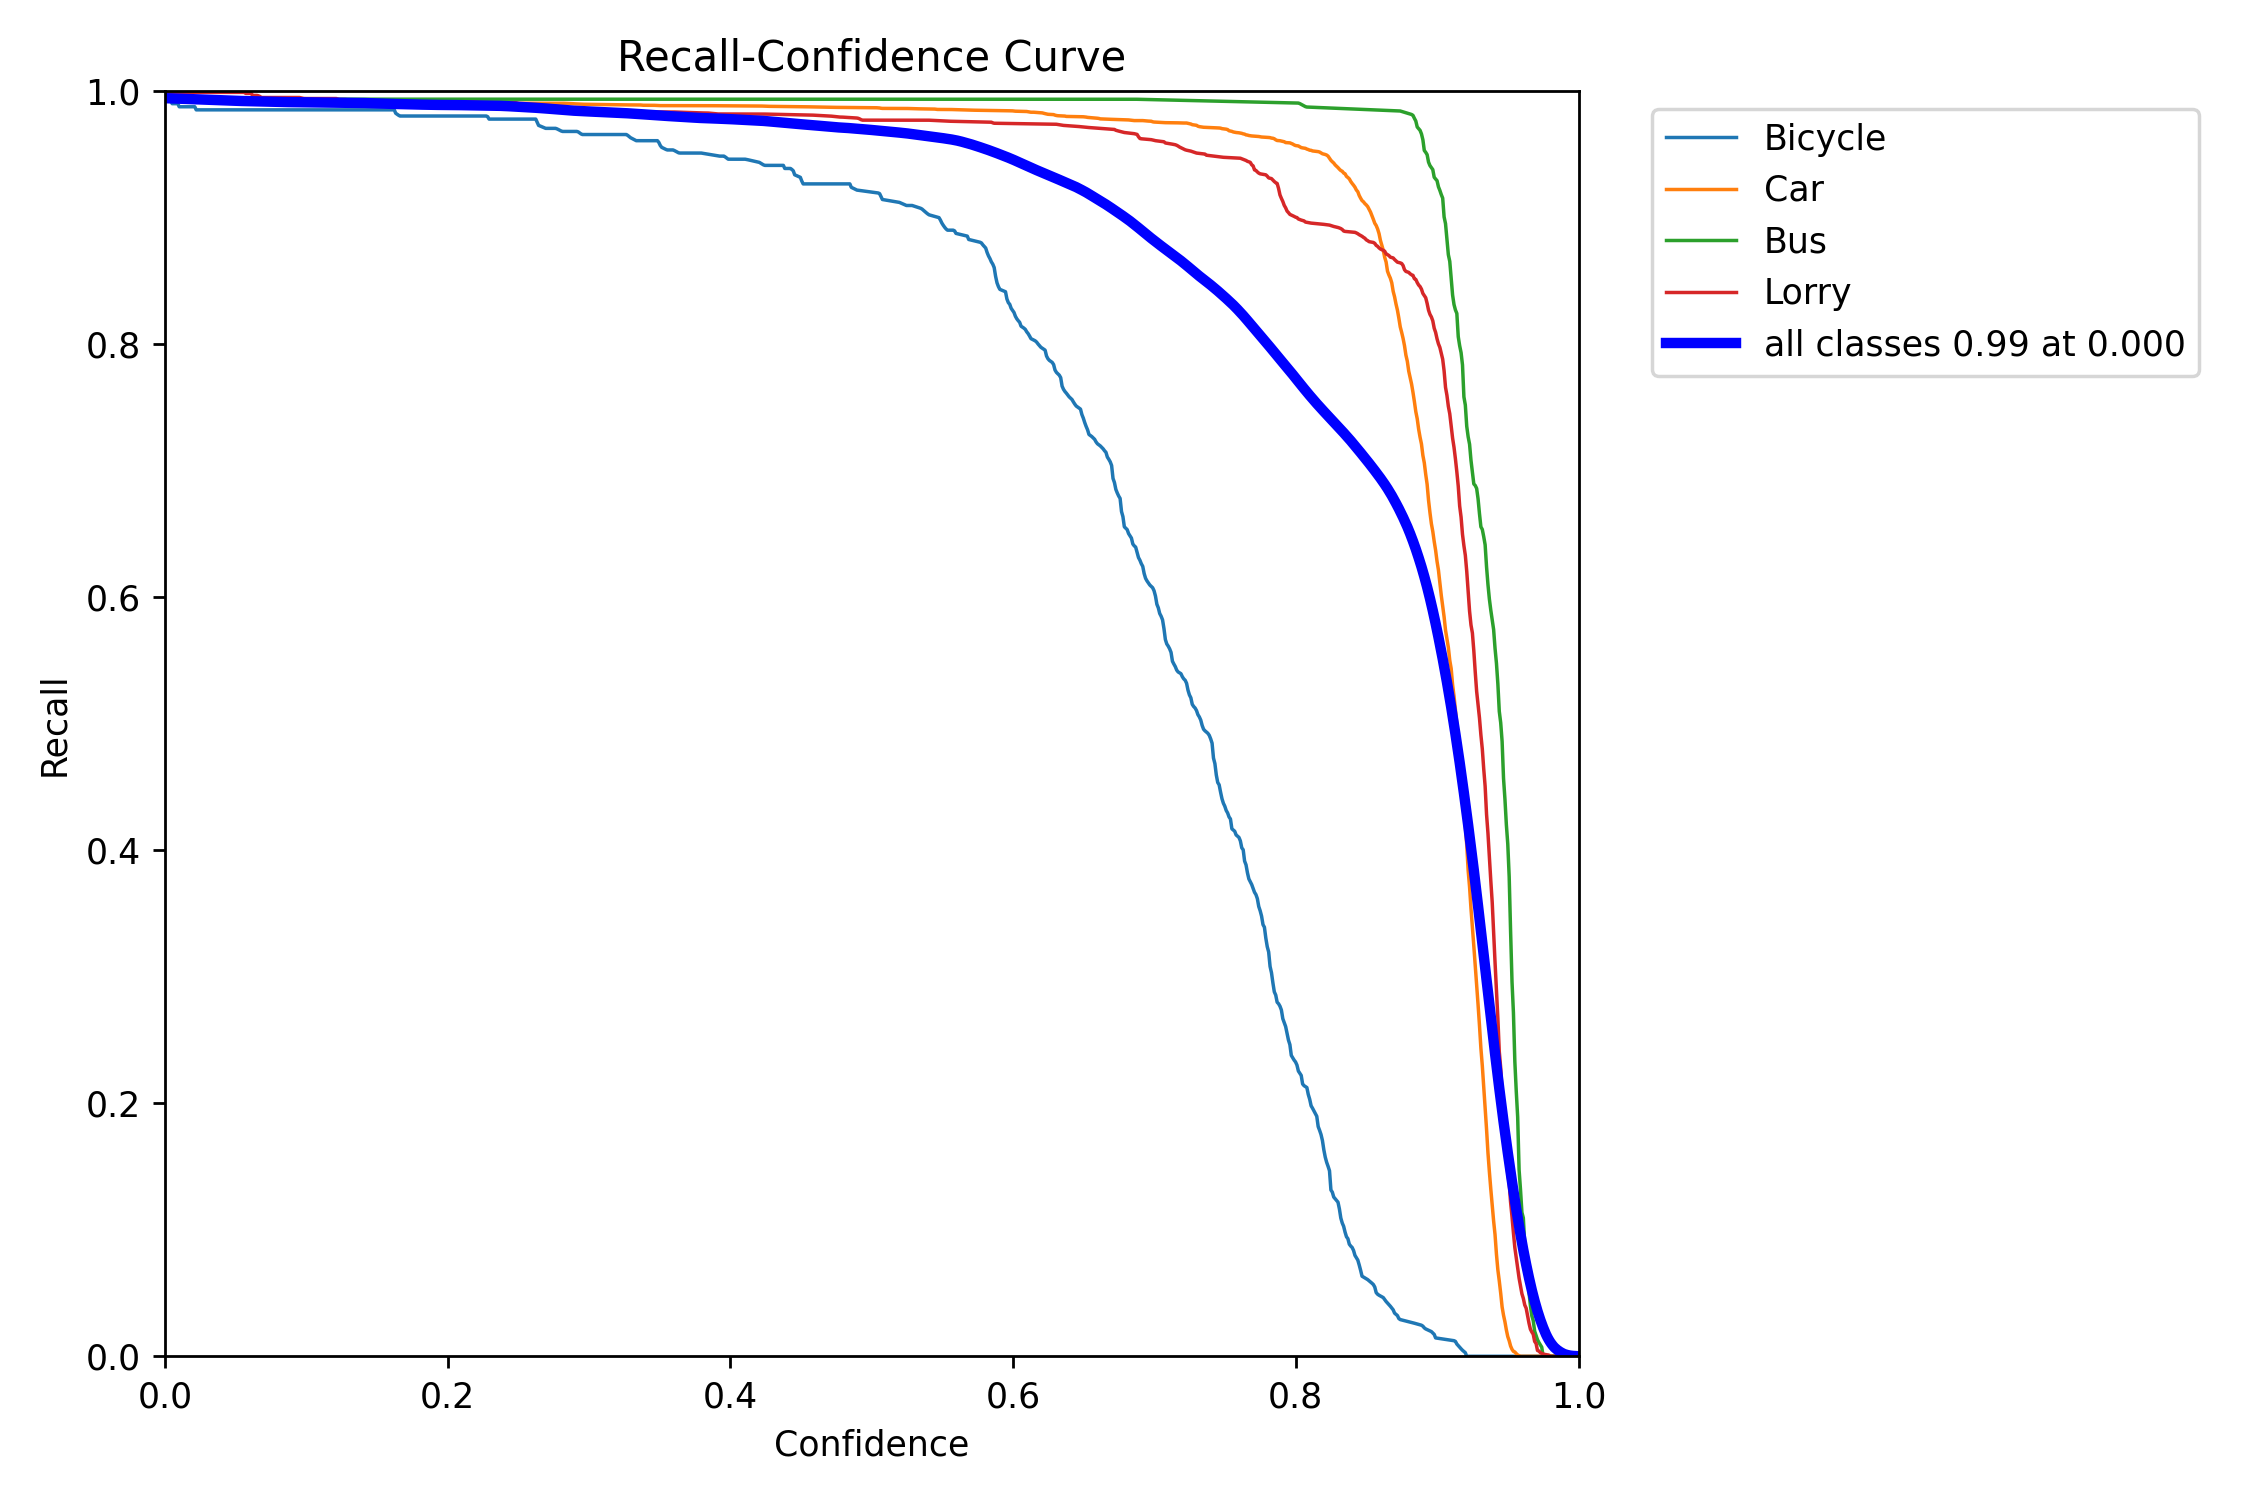 Recall-Confidence Curve
1.0
0.8
0.6
0.4
0.2
0.0
Recall
0.0 0.2 0.4 0.6 0.8 1.0
Confidence
Bicycle
Car
Bus
Lorry
all classes 0.99 at 0.000